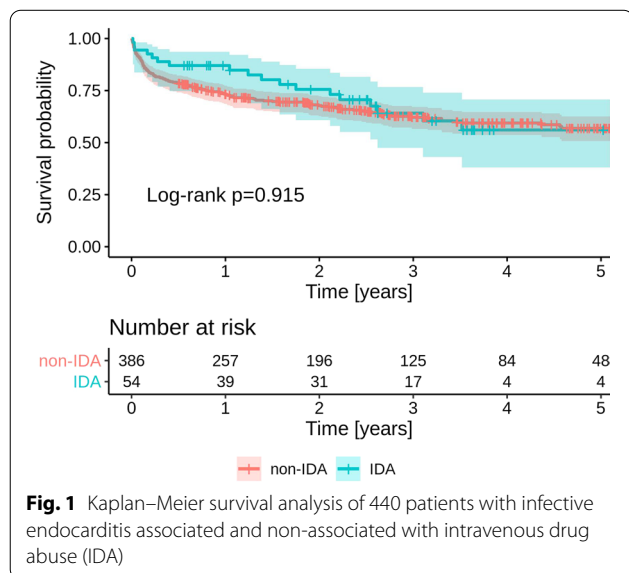 1.00
0.75
0.50
0.25
0.00
Survival probability
Log-rank p=0.915
0 1 2 3 4 5
Time [years]
Number at risk
non-IDA 386 257 196 125 84 48
IDA 54 39 31 17 4 4
0 1 2 3 4 5
Time [years]
non-IDA IDA
Fig. 1 Kaplan–Meier survival analysis of 440 patients with infective
endocarditis associated and non-associated with intravenous drug
abuse (IDA)